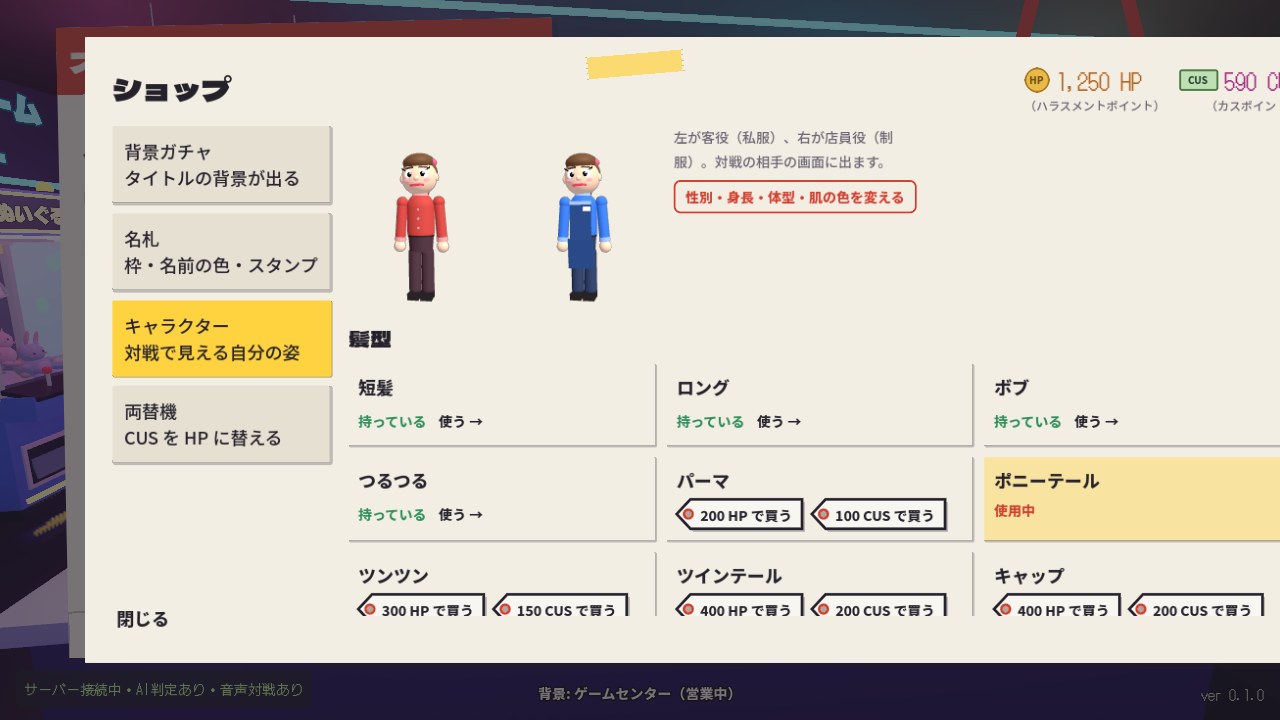 ショップ
HP 1,250 HP
（ハラスメントポイント）
CUS 590
（カスポイン
背景ガチャ
タイトルの背景が出る
名札
枠・名前の色・スタンプ
キャラクター
対戦で見える自分の姿
両替機
CUS を HP に替える
閉じる
左が客役（私服）、右が店員役（制
服）。対戦の相手の画面に出ます。
性別・身長・体型・肌の色を変える
髪型
短髪
持っている 使う→
ロング
持っている 使う→
ボブ
持っている 使う→
つるつる
持っている 使う→
パーマ
200 HP で買う 100 CUS で買う
ポニーテール
使用中
ツンツン
300 HP で買う 150 CUS で買う
ツインテール
400 HP で買う 200 CUS で買う
キャップ
400 HP で買う 200 CUS で買う
ーム
ぬいぐ
サーバー接続中・AI判定あり・音声対戦あり
背景: ゲームセンター（営業中）
ver 0.1.0